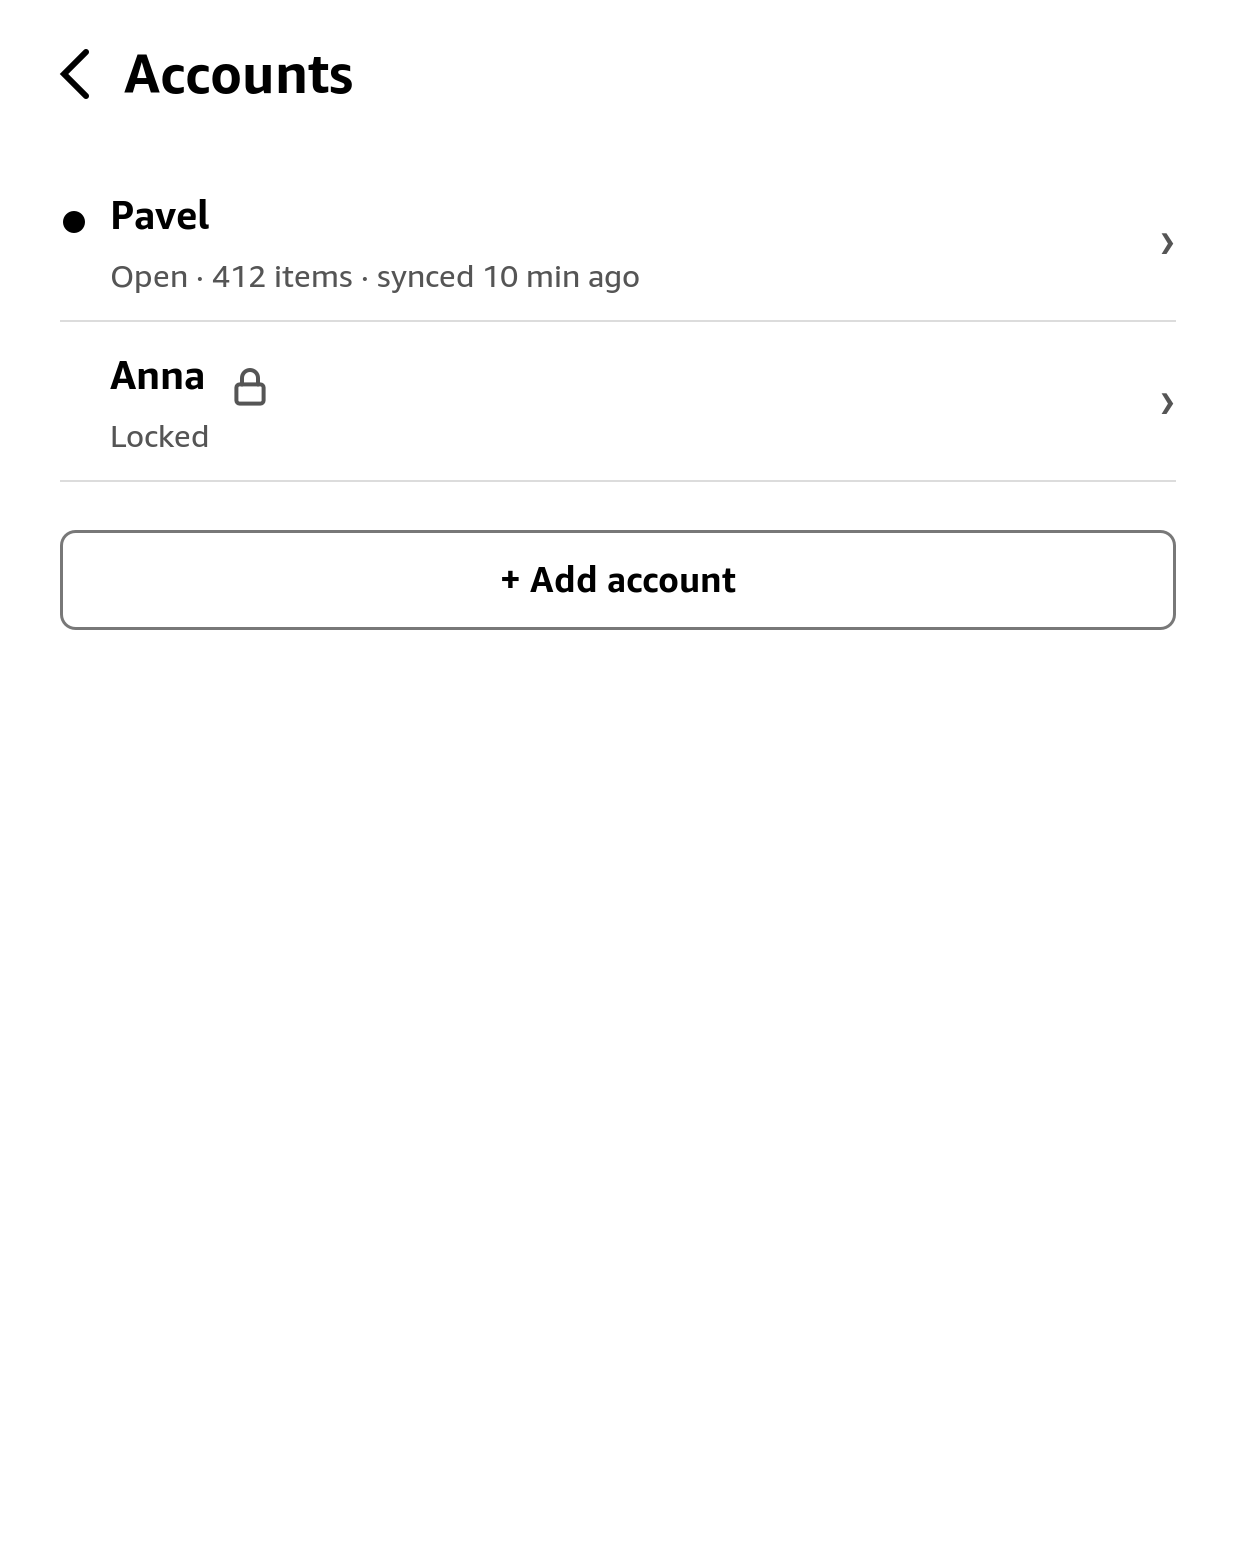 Accounts
Pavel
Open · 412 items · synced 10 min ago
Anna
Locked
+ Add account